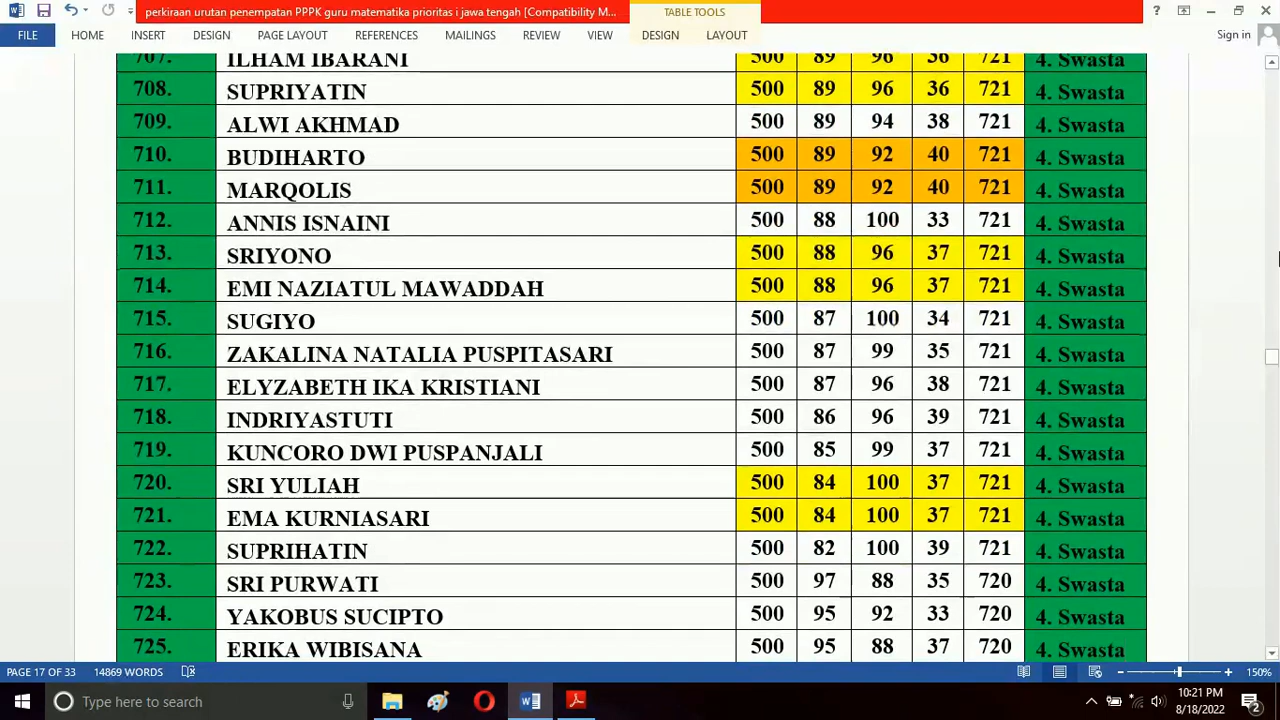 perkiraan urutan penempatan PPPK guru matematika prioritas i jawa tengah [Compatibility M... TABLE TOOLS ?
FILE HOME INSERT DESIGN PAGE LAYOUT REFERENCES MAILINGS REVIEW VIEW DESIGN LAYOUT Sign in
707. ILHAM IBARANI 500 89 96 36 721 4. Swasta
708. SUPRIYATIN 500 89 96 36 721 4. Swasta
709. ALWI AKHMAD 500 89 94 38 721 4. Swasta
710. BUDIHARTO 500 89 92 40 721 4. Swasta
711. MARQOLIS 500 89 92 40 721 4. Swasta
712. ANNIS ISNAINI 500 88 100 33 721 4. Swasta
713. SRIYONO 500 88 96 37 721 4. Swasta
714. EMI NAZIATUL MAWADDAH 500 88 96 37 721 4. Swasta
715. SUGIYO 500 87 100 34 721 4. Swasta
716. ZAKALINA NATALIA PUSPITASARI 500 87 99 35 721 4. Swasta
717. ELYZABETH IKA KRISTIANI 500 87 96 38 721 4. Swasta
718. INDRIYASTUTI 500 86 96 39 721 4. Swasta
719. KUNCORO DWI PUSPANJALI 500 85 99 37 721 4. Swasta
720. SRI YULIAH 500 84 100 37 721 4. Swasta
721. EMA KURNIASARI 500 84 100 37 721 4. Swasta
722. SUPRIHATIN 500 82 100 39 721 4. Swasta
723. SRI PURWATI 500 97 88 35 720 4. Swasta
724. YAKOBUS SUCIPTO 500 95 92 33 720 4. Swasta
725. ERIKA WIBISANA 500 95 88 37 720 4. Swasta
PAGE 17 OF 33 14869 WORDS 150%
Type here to search 10:21 PM
8/18/2022 2